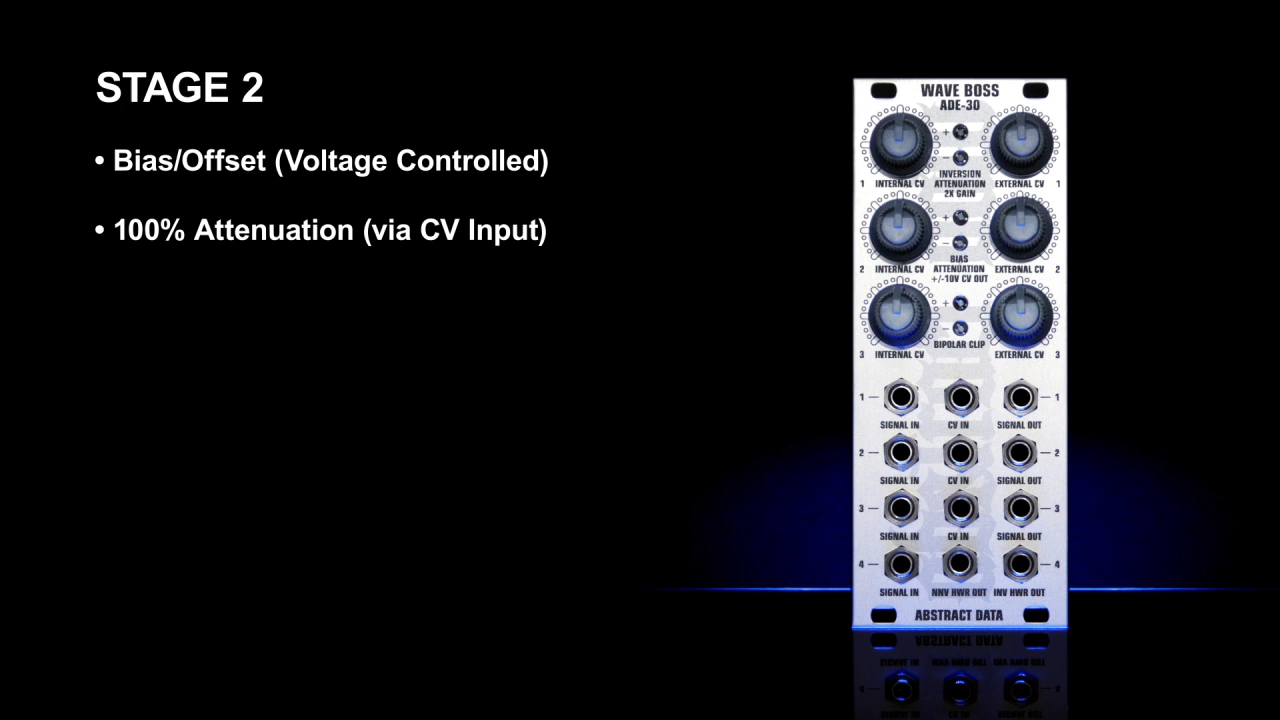 STAGE 2
• Bias/Offset (Voltage Controlled)
• 100% Attenuation (via CV Input)
WAVE BOSS
ADE-30
+
−
INVERSION
1 INTERNAL CV ATTENUATION EXTERNAL CV 1
2X GAIN
+
−
BIAS
2 INTERNAL CV ATTENUATION EXTERNAL CV 2
+/-10V CV OUT
+
−
BIPOLAR CLIP
3 INTERNAL CV EXTERNAL CV 3
1 1
SIGNAL IN CV IN SIGNAL OUT
2 2
SIGNAL IN CV IN SIGNAL OUT
3 3
SIGNAL IN CV IN SIGNAL OUT
4 4
SIGNAL IN NNV HWR OUT INV HWR OUT
ABSTRACT DATA